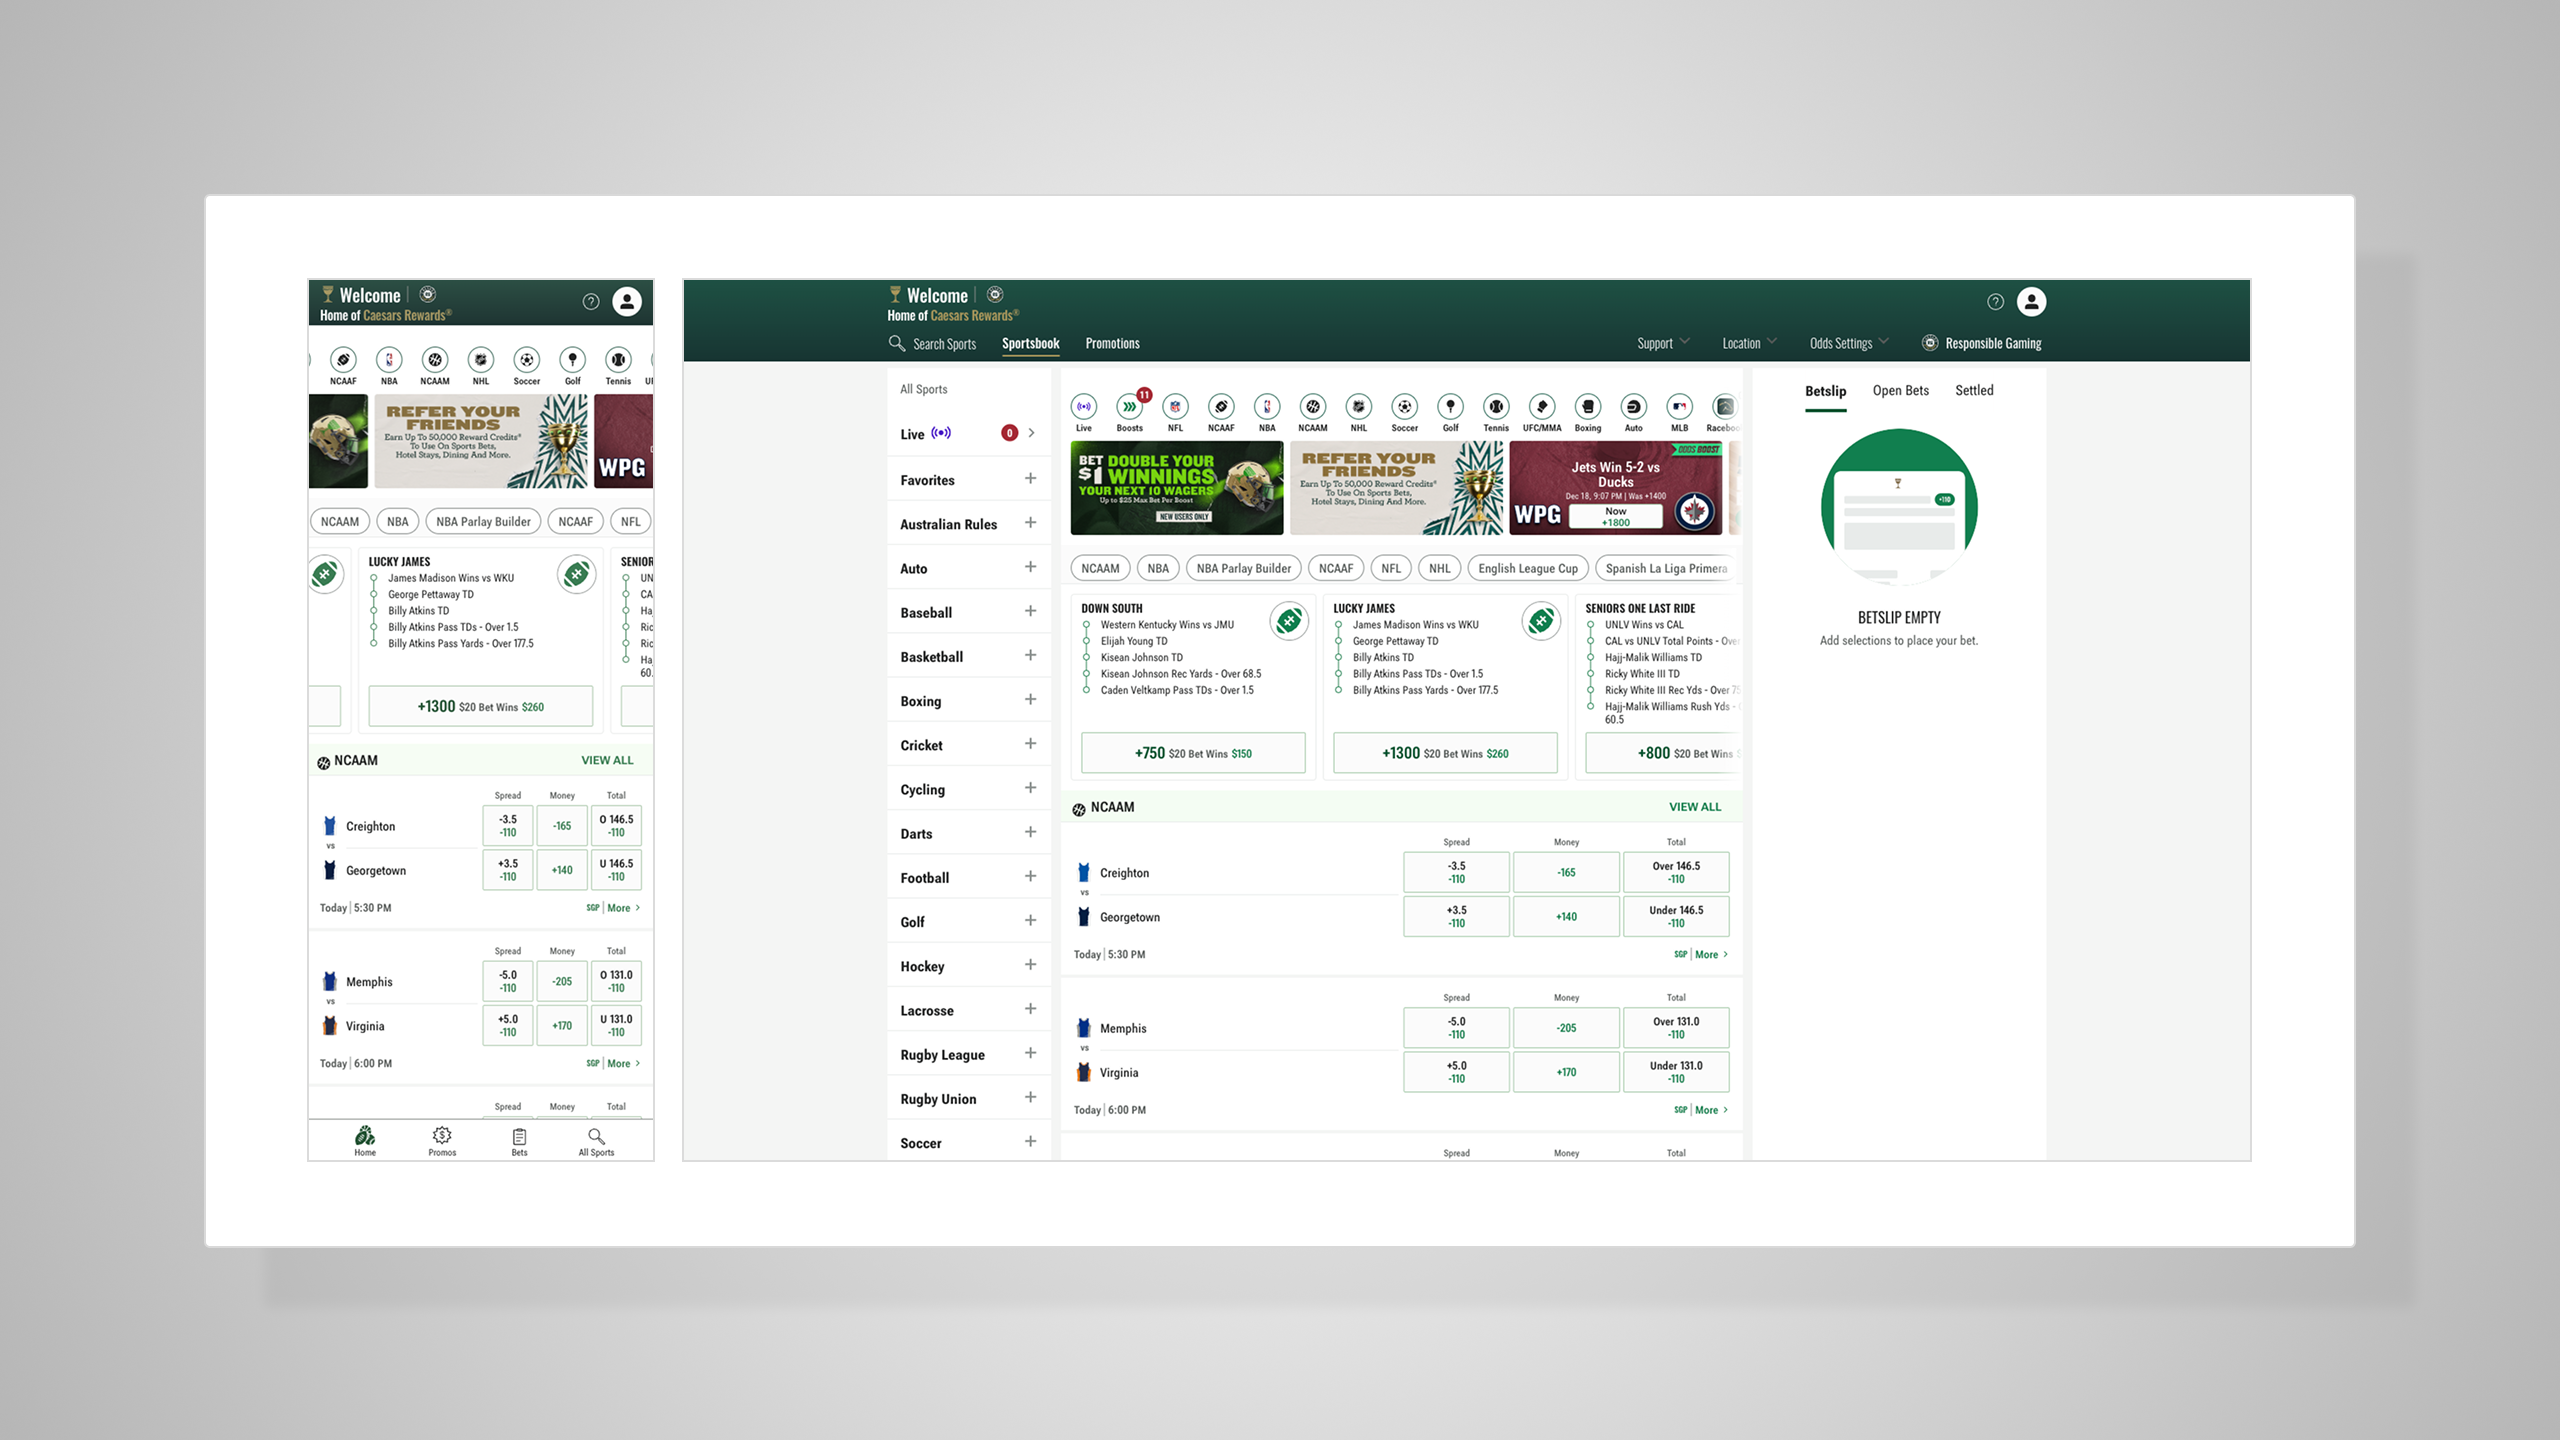 Welcome
Home of Caesars Rewards®
NCAAF NBA NCAAM NHL Soccer Golf Tennis
REFER YOUR
FRIENDS
Earn Up To 50,000 Reward Credits®
To Use On Sports Bets,
Hotel Stays, Dining And More.
WPG
NCAAM NBA NBA Parlay Builder NCAAF NFL
LUCKY JAMES
James Madison Wins vs WKU
George Pettaway TD
Billy Atkins TD
Billy Atkins Pass TDs - Over 1.5
Billy Atkins Pass Yards - Over 177.5
+1300 $20 Bet Wins $260
SENIOR
UN
CA
Haj
Ric
Ric
Haj
60.
NCAAM VIEW ALL
Spread Money Total
Creighton -3.5 -110 -165 O 146.5 -110
vs
Georgetown +3.5 -110 +140 U 146.5 -110
Today | 5:30 PM SGP | More >
Spread Money Total
Memphis -5.0 -110 -205 O 131.0 -110
vs
Virginia +5.0 -110 +170 U 131.0 -110
Today | 6:00 PM SGP | More >
Spread Money Total
Home Promos Bets All Sports
Welcome
Home of Caesars Rewards®
Search Sports Sportsbook Promotions
Support Location Odds Settings Responsible Gaming
All Sports
Live 0
Favorites
Australian Rules
Auto
Baseball
Basketball
Boxing
Cricket
Cycling
Darts
Football
Golf
Hockey
Lacrosse
Rugby League
Rugby Union
Soccer
11
Live Boosts NFL NCAAF NBA NCAAM NHL Soccer Golf Tennis UFC/MMA Boxing Auto MLB
BET $1 DOUBLE YOUR
WINNINGS
YOUR NEXT 10 WAGERS
Up to $25 Max Bet Per Boost
NEW USERS ONLY
REFER YOUR
FRIENDS
Earn Up To 50,000 Reward Credits®
To Use On Sports Bets,
Hotel Stays, Dining And More.
ODDS BOOST
Jets Win 5-2 vs
Ducks
Dec 18, 9:07 PM | Was +1400
WPG
Now
+1800
NCAAM NBA NBA Parlay Builder NCAAF NFL NHL English League Cup Spanish La Liga Primera
DOWN SOUTH
Western Kentucky Wins vs JMU
Elijah Young TD
Kisean Johnson TD
Kisean Johnson Rec Yards - Over 68.5
Caden Veltkamp Pass TDs - Over 1.5
+750 $20 Bet Wins $150
LUCKY JAMES
James Madison Wins vs WKU
George Pettaway TD
Billy Atkins TD
Billy Atkins Pass TDs - Over 1.5
Billy Atkins Pass Yards - Over 177.5
+1300 $20 Bet Wins $260
SENIORS ONE LAST RIDE
UNLV Wins vs CAL
CAL vs UNLV Total Points - Over
Hajj-Malik Williams TD
Ricky White III TD
Ricky White III Rec Yds - Over
Hajj-Malik Williams Rush Yds -
60.5
+800 $20 Bet Wins
NCAAM VIEW ALL
Spread Money Total
Creighton -3.5 -110 -165 Over 146.5 -110
vs
Georgetown +3.5 -110 +140 Under 146.5 -110
Today | 5:30 PM SGP | More >
Spread Money Total
Memphis -5.0 -110 -205 Over 131.0 -110
vs
Virginia +5.0 -110 +170 Under 131.0 -110
Today | 6:00 PM SGP | More >
Spread Money Total
Betslip Open Bets Settled
+110
BETSLIP EMPTY
Add selections to place your bet.